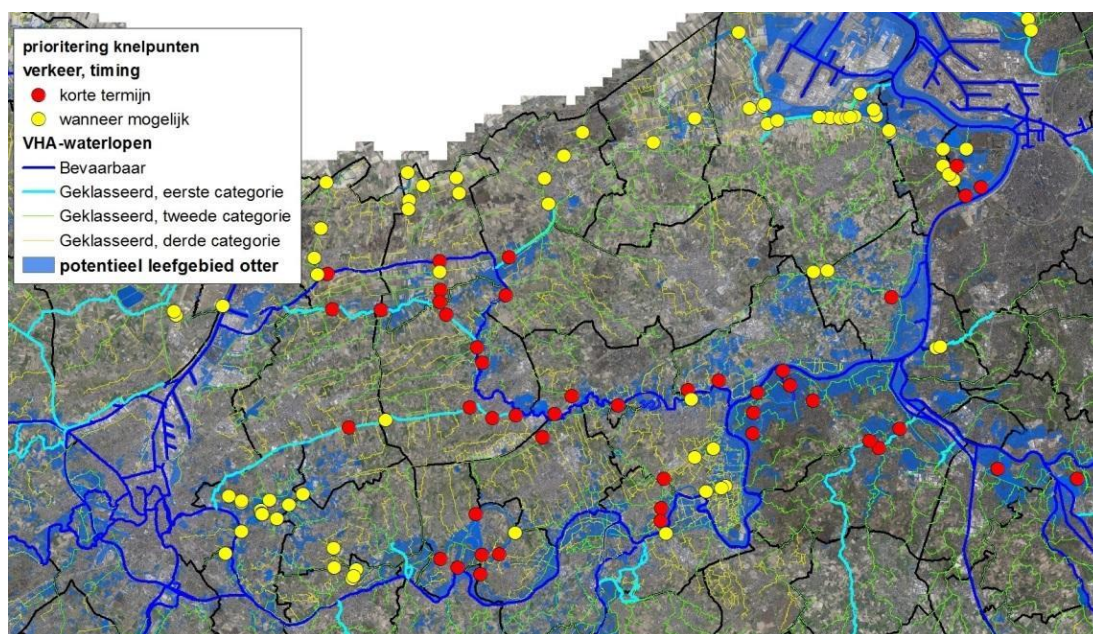 prioritering knelpunten
verkeer, timing
korte termijn
wanneer mogelijk
VHA-waterlopen
Bevaarbaar
Geklasseerd, eerste categorie
Geklasseerd, tweede categorie
Geklasseerd, derde categorie
potentieel leefgebied otter